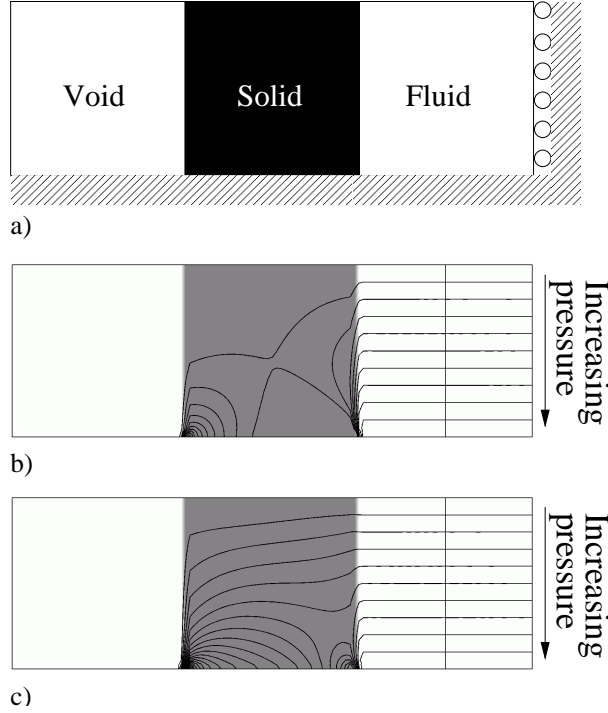 Void Solid Fluid
a)
Increasing
pressure
b)
Increasing
pressure
c)